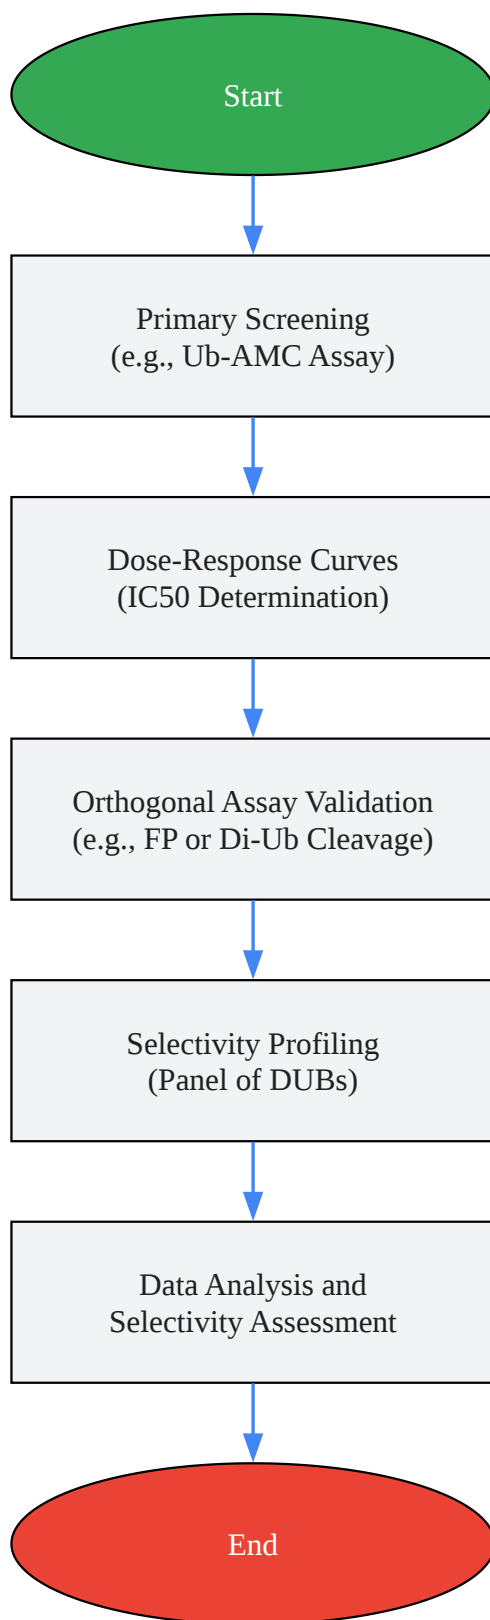 Start
Primary Screening
(e.g., Ub-AMC Assay)
Dose-Response Curves
(IC50 Determination)
Orthogonal Assay Validation
(e.g., FP or Di-Ub Cleavage)
Selectivity Profiling
(Panel of DUBs)
Data Analysis and
Selectivity Assessment
End